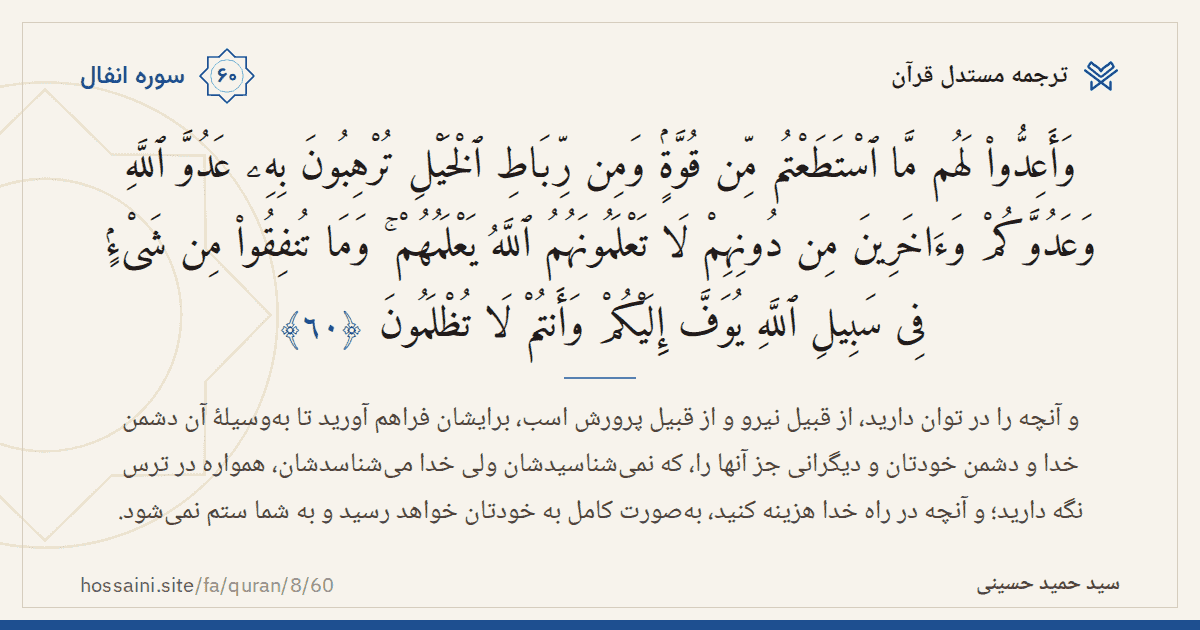 ترجمه مستدل قرآن
۶۰ سوره انفال
وَأَعِدُّواْ لَهُم مَّا ٱسْتَطَعْتُم مِّن قُوَّةٖ وَمِن رِّبَاطِ ٱلْخَيْلِ تُرْهِبُونَ بِهِۦ عَدُوَّ ٱللَّهِ
وَعَدُوَّكُمْ وَءَاخَرِينَ مِن دُونِهِمْ لَا تَعْلَمُونَهُمُ ٱللَّهُ يَعْلَمُهُمْۚ وَمَا تُنفِقُواْ مِن شَىْءٖ
فِى سَبِيلِ ٱللَّهِ يُوَفَّ إِلَيْكُمْ وَأَنتُمْ لَا تُظْلَمُونَ ﴿٦٠﴾
و آنچه را در توان دارید، از قبیل نیرو و از قبیل پرورش اسب، برایشان فراهم آورید تا به‌وسیلهٔ آن دشمن
خدا و دشمن خودتان و دیگرانی جز آنها را، که نمی‌شناسیدشان ولی خدا می‌شناسدشان، همواره در ترس
نگه دارید؛ و آنچه در راه خدا هزینه کنید، به‌صورت کامل به خودتان خواهد رسید و به شما ستم نمی‌شود.
سید حمید حسینی
hossaini.site/fa/quran/8/60